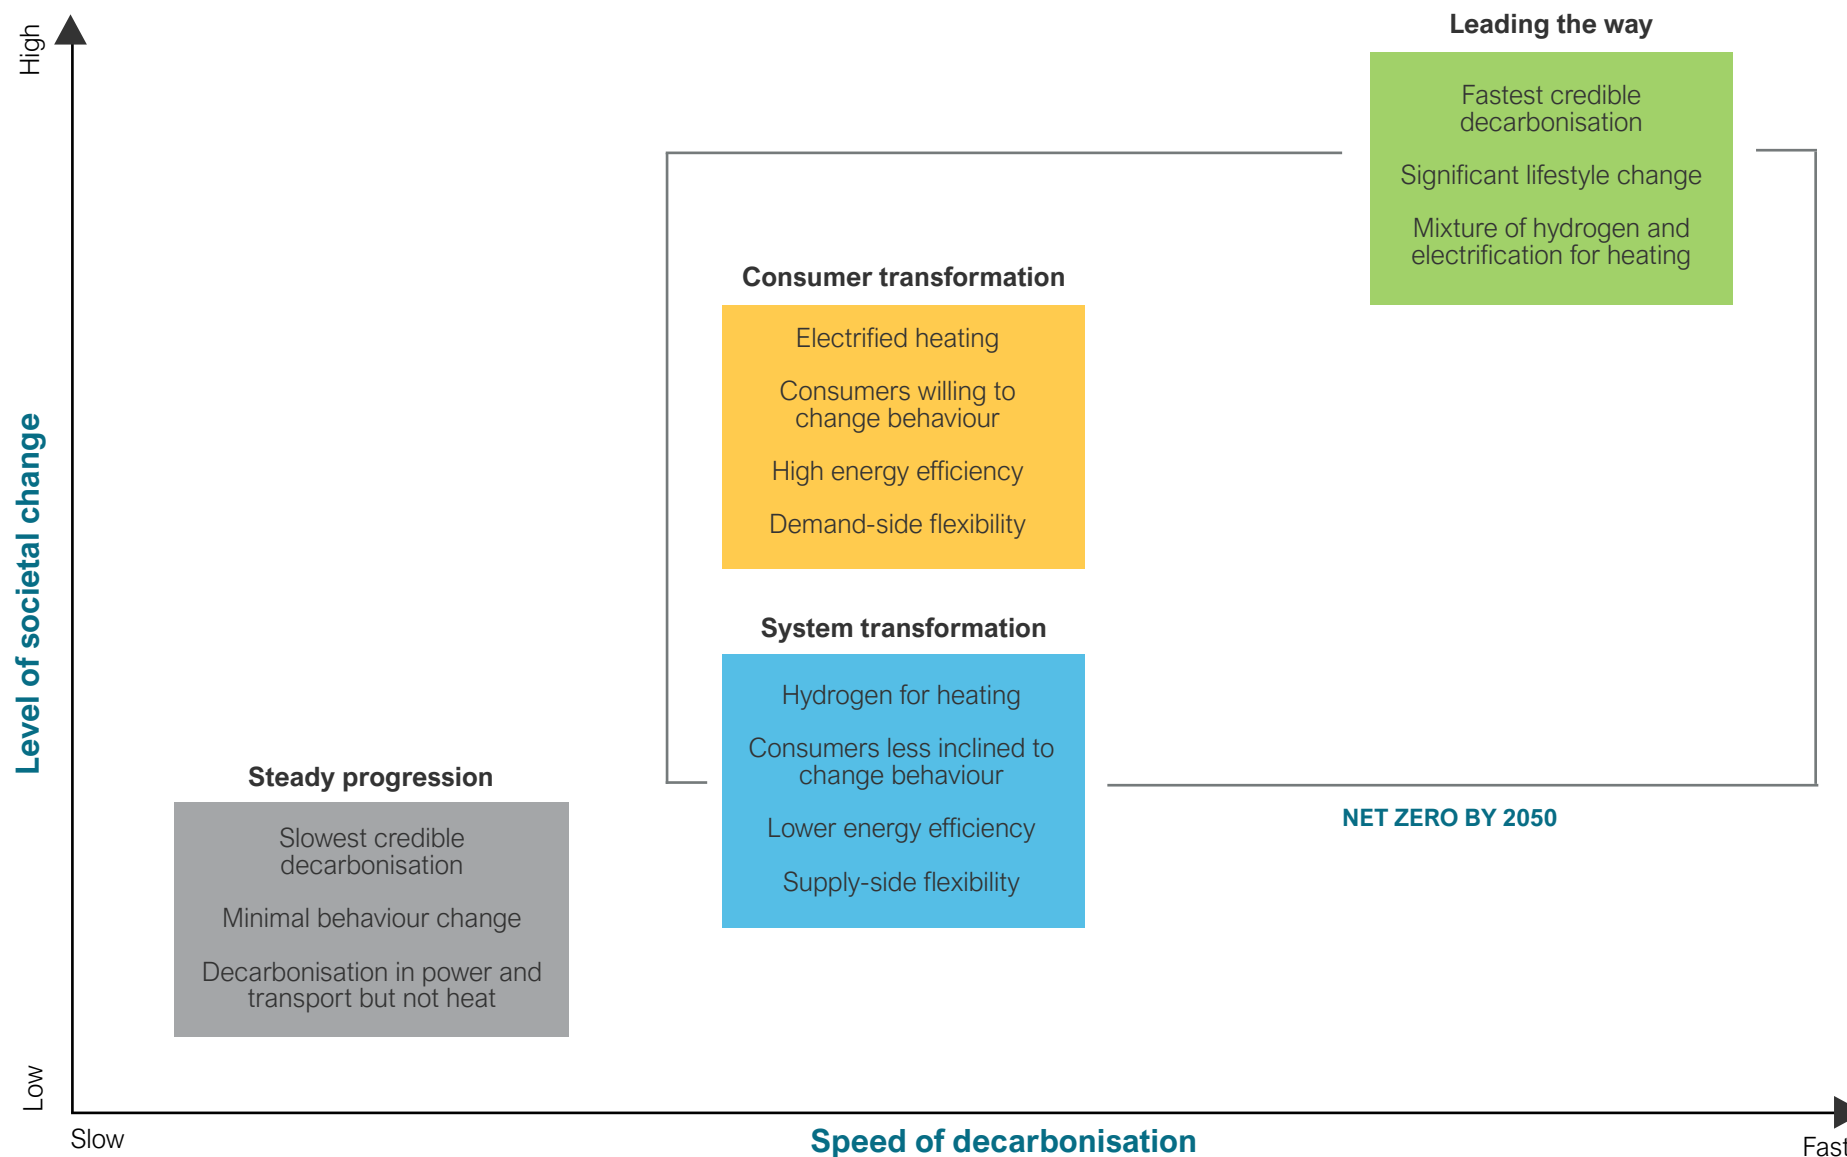 High
Leading the way
Fastest credible
decarbonisation
Significant lifestyle change
Mixture of hydrogen and
electrification for heating
Consumer transformation
Electrified heating
Consumers willing to
change behaviour
High energy efficiency
Demand-side flexibility
Level of societal change
System transformation
Hydrogen for heating
Consumers less inclined to
change behaviour
Lower energy efficiency
Supply-side flexibility
Steady progression
Slowest credible
decarbonisation
Minimal behaviour change
Decarbonisation in power and
transport but not heat
NET ZERO BY 2050
Low
Slow
Speed of decarbonisation
Fast